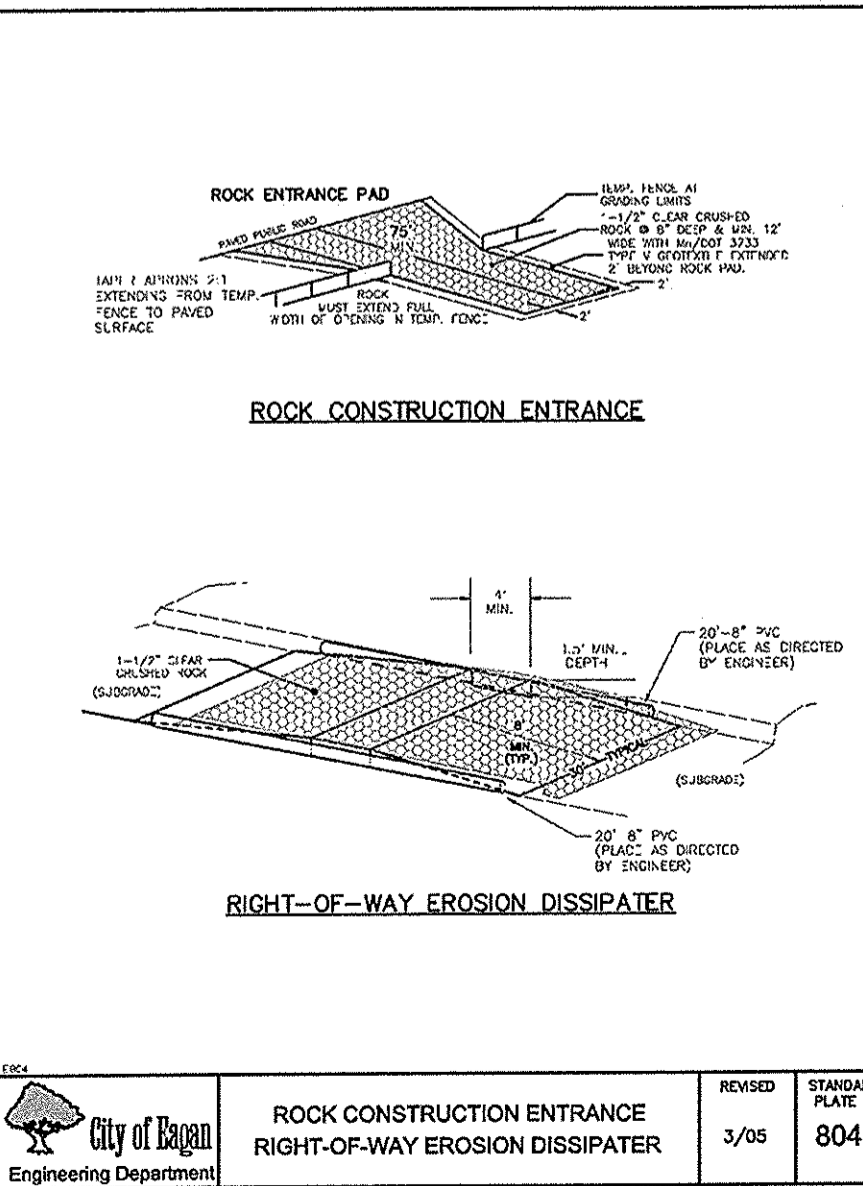 ROCK ENTRANCE PAD
TEMP. FENCE AT
GRADING LIMITS
1-1/2" CLEAR CRUSHED
ROCK @ 8" DEEP & MIN. 12'
WIDE WITH Mn/DOT 3733
TYPE V GEOTEXTILE EXTENDED
2' BEYOND ROCK PAD.
PAVED PUBLIC ROAD
75'
MIN
TAPER APRONS 2:1
EXTENDING FROM TEMP.
FENCE TO PAVED
SURFACE
ROCK
MUST EXTEND FULL
WIDTH OF OPENING IN TEMP. FENCE
2'
2'
ROCK CONSTRUCTION ENTRANCE
4'
MIN.
1.5' MIN.
DEPTH
20'-8" PVC
(PLACE AS DIRECTED
BY ENGINEER)
1-1/2" CLEAR
CRUSHED ROCK
(SUBGRADE)
8'
MIN.
(TYP.)
TYPICAL
(SUBGRADE)
20' 8" PVC
(PLACE AS DIRECTED
BY ENGINEER)
RIGHT-OF-WAY EROSION DISSIPATER
City of Eagan
Engineering Department
ROCK CONSTRUCTION ENTRANCE
RIGHT-OF-WAY EROSION DISSIPATER
REVISED
3/05
STANDA
PLATE
804